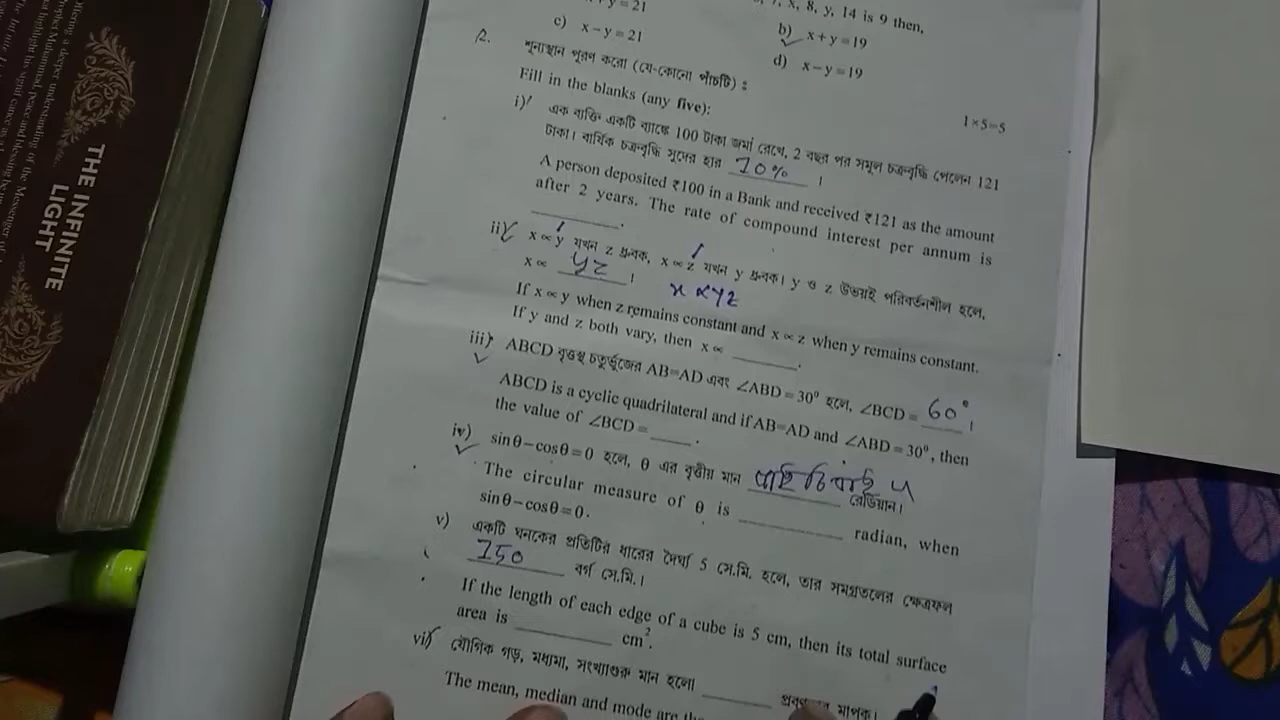 y = 21
x, 8, y, 14 is 9 then,
c) x − y = 21
b) x + y = 19
d) x − y = 19
2. শূন্যস্থান পূরণ করো (যে-কোনো পাঁচটি) :
Fill in the blanks (any five):
1×5=5
i) এক ব্যক্তি একটি ব্যাঙ্কে 100 টাকা জমা রেখে, 2 বছর পর সমূল চক্রবৃদ্ধি পেলেন 121
টাকা। বার্ষিক চক্রবৃদ্ধি সুদের হার 10% ।
A person deposited ₹100 in a Bank and received ₹121 as the amount
after 2 years. The rate of compound interest per annum is
______.
ii) x ∝ y যখন z ধ্রুবক, x ∝ z যখন y ধ্রুবক। y ও z উভয়ই পরিবর্তনশীল হলে,
x ∝ yz ।
x ∝ yz
If x ∝ y when z remains constant and x ∝ z when y remains constant.
If y and z both vary, then x ∝ ______.
iii) ABCD বৃত্তস্থ চতুর্ভুজের AB=AD এবং ∠ABD = 30° হলে, ∠BCD = 60° ।
ABCD is a cyclic quadrilateral and if AB=AD and ∠ABD = 30°, then
the value of ∠BCD = ____.
iv) sinθ − cosθ = 0 হলে, θ এর বৃত্তীয় মান পাই বাই ৪ রেডিয়ান।
The circular measure of θ is ______ radian, when
sinθ − cosθ = 0.
v) একটি ঘনকের প্রতিটির ধারের দৈর্ঘ্য 5 সে.মি. হলে, তার সমগ্রতলের ক্ষেত্রফল
150 বর্গ সে.মি.।
If the length of each edge of a cube is 5 cm, then its total surface
area is ______ cm².
vi) যৌগিক গড়, মধ্যমা, সংখ্যাগুরু মান হলো ______ মাপক।
The mean, median and mode are
THE INFINITE
LIGHT